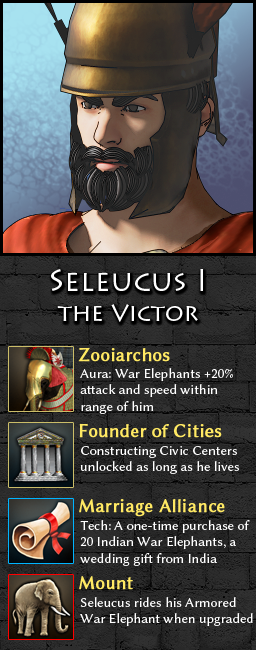 Seleucus I
the Victor
Zooiarchos
Aura: War Elephants +20%
attack and speed within
range of him
Founder of Cities
Constructing Civic Centers
unlocked as long as he lives
Marriage Alliance
Tech: A one-time purchase of
20 Indian War Elephants, a
wedding gift from India
Mount
Seleucus rides his Armored
War Elephant when upgraded